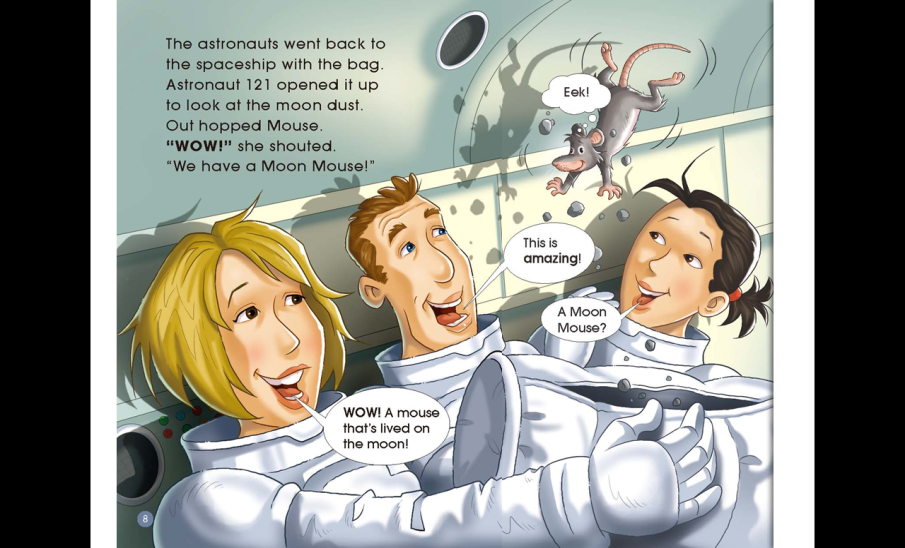 The astronauts went back to
the spaceship with the bag.
Astronaut 121 opened it up
to look at the moon dust.
Out hopped Mouse.
“WOW!” she shouted.
“We have a Moon Mouse!”
Eek!
This is
amazing!
A Moon
Mouse?
WOW! A mouse
that’s lived on
the moon!
8